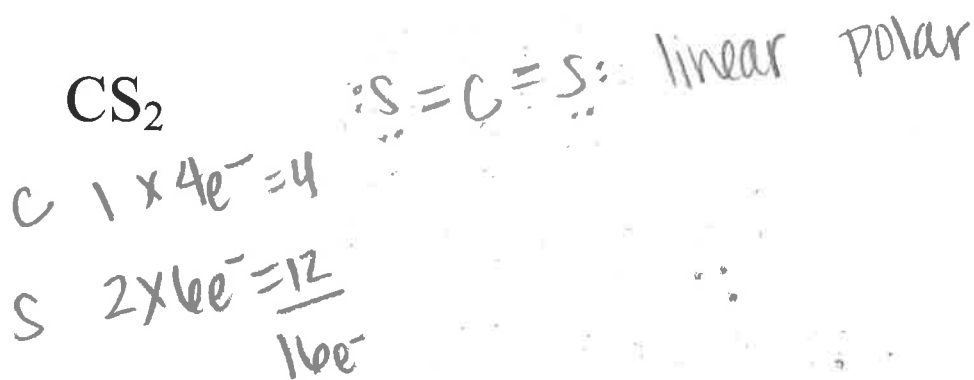 CS₂ :S̤=C=S̤: linear polar
C 1 x 4e⁻ = 4
S 2 x 6e⁻ = 12
16e⁻